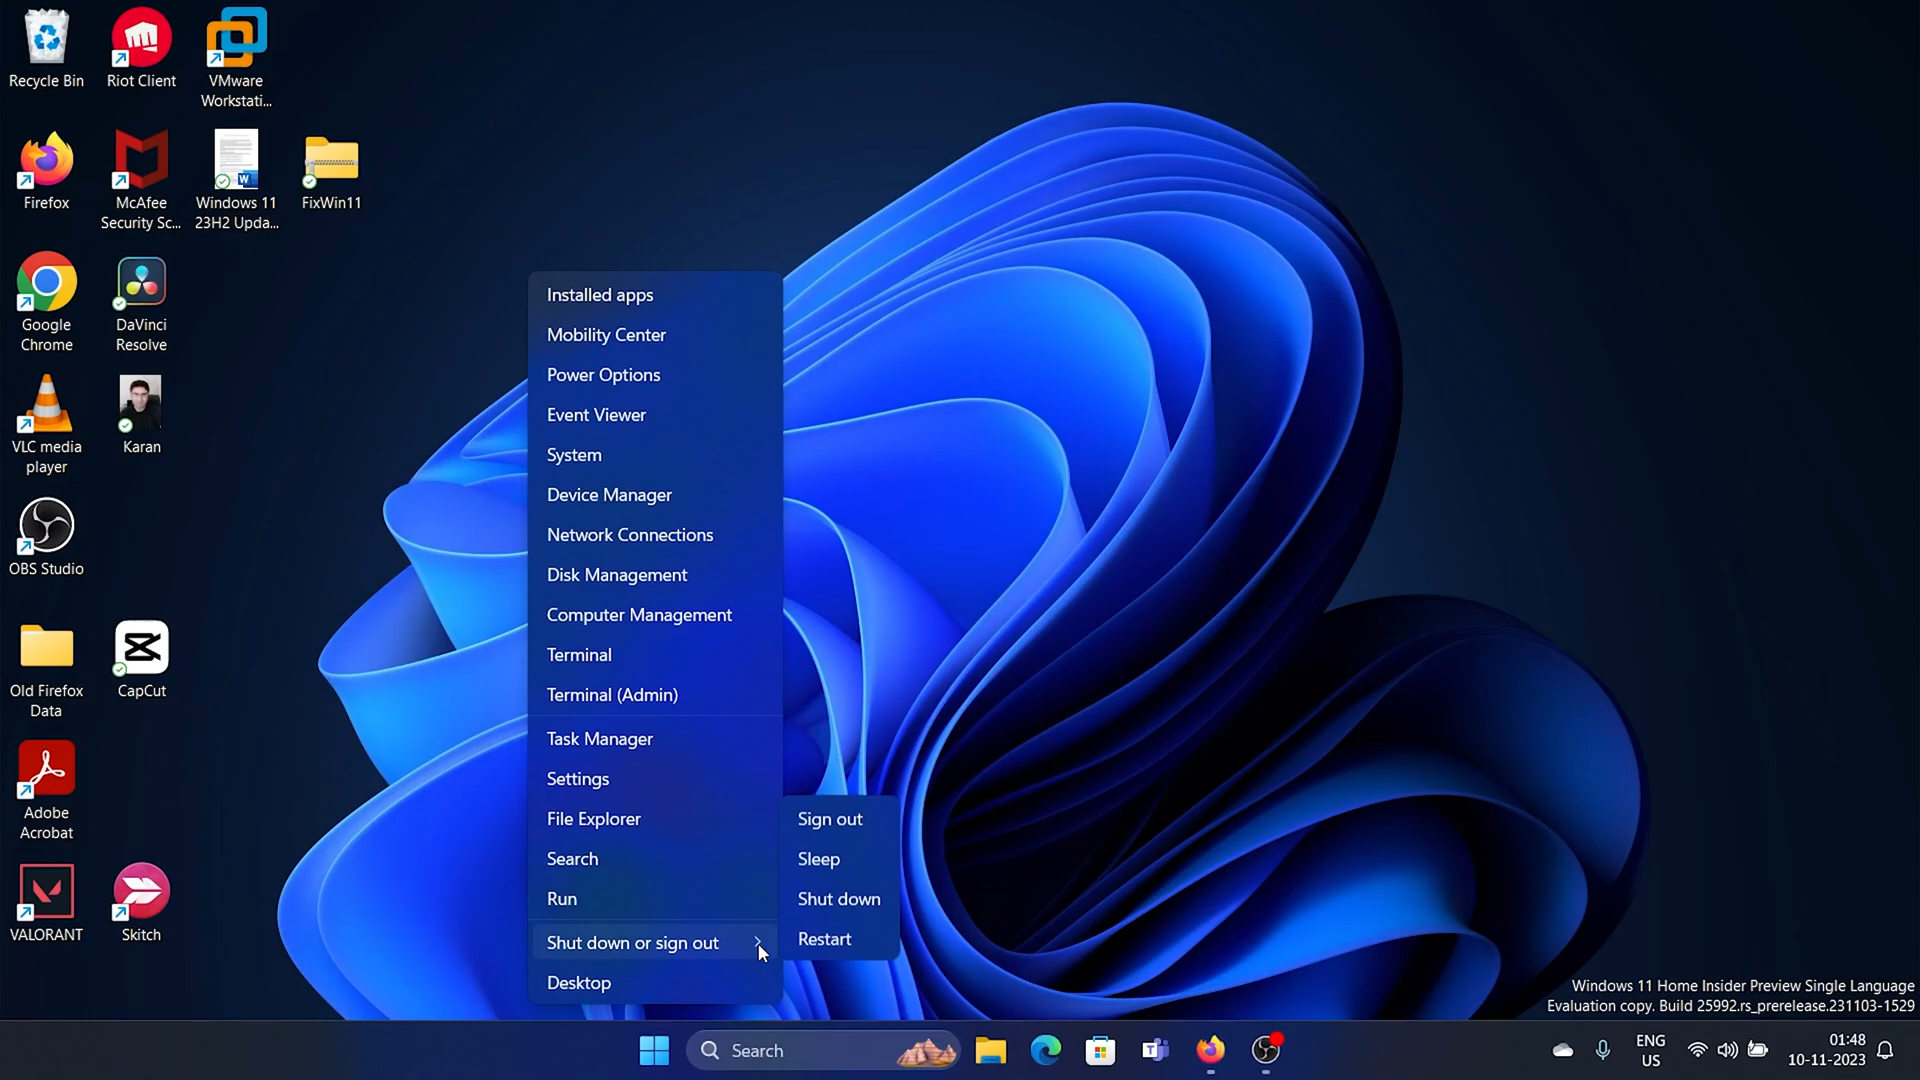 Recycle Bin
Riot Client
VMware
Workstati...
Firefox
McAfee
Security Sc...
Windows 11
23H2 Upda...
FixWin11
Google
Chrome
DaVinci
Resolve
VLC media
player
Karan
OBS Studio
Old Firefox
Data
CapCut
Adobe
Acrobat
VALORANT
Skitch
Installed apps
Mobility Center
Power Options
Event Viewer
System
Device Manager
Network Connections
Disk Management
Computer Management
Terminal
Terminal (Admin)
Task Manager
Settings
File Explorer
Search
Run
Shut down or sign out
Desktop
Sign out
Sleep
Shut down
Restart
Windows 11 Home Insider Preview Single Language
Evaluation copy. Build 25992.rs_prerelease.231103-1529
Search
ENG
US
01:48
10-11-2023